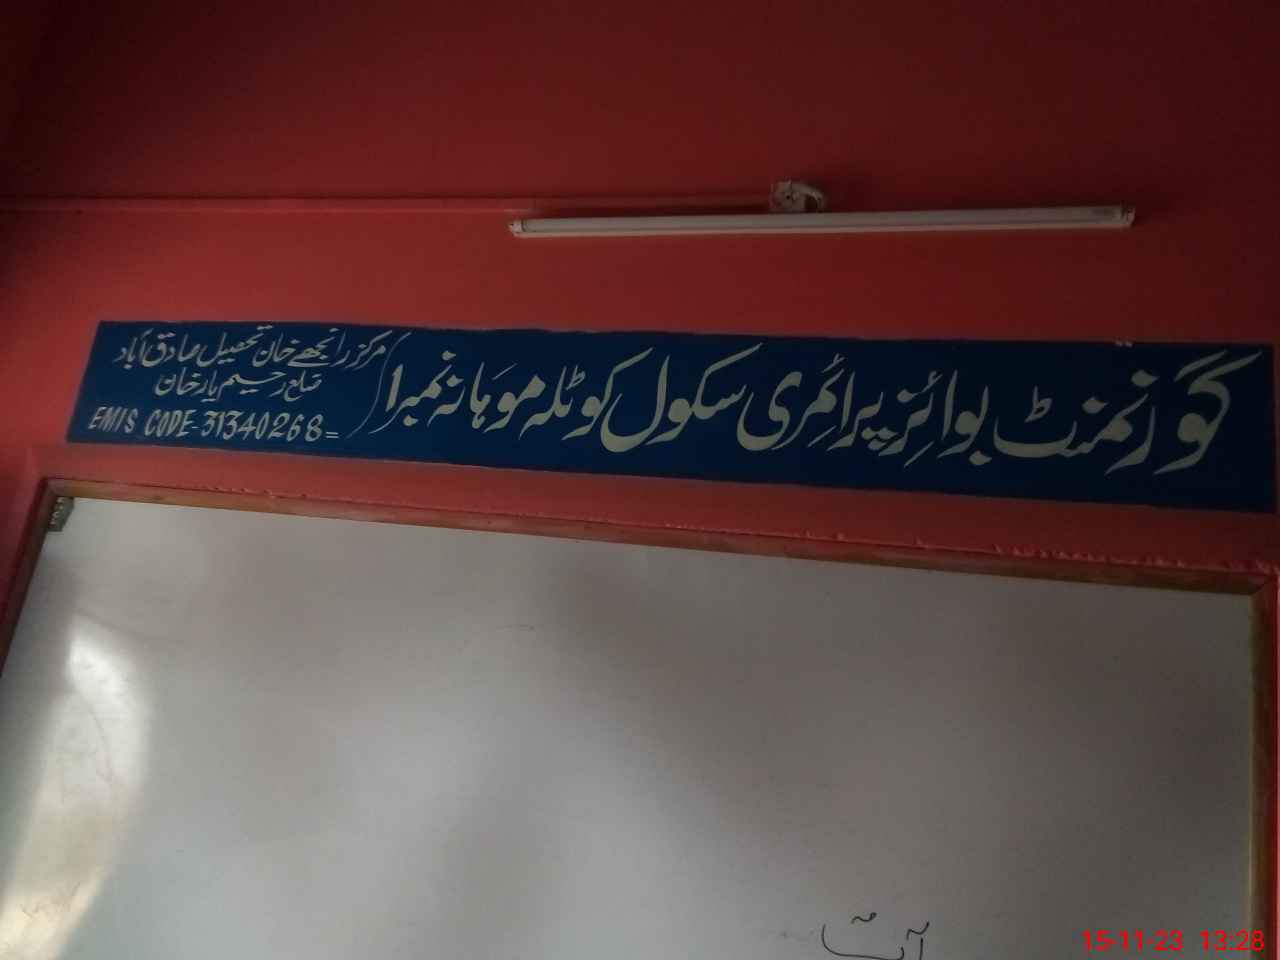 گورنمنٹ بوائز پرائمری سکول کوٹلہ موہانہ نمبر1
مرکز رانجھے خان تحصیل صادق آباد
ضلع رحیم یار خان
EMIS CODE-31340268=
15-11-23 13:28